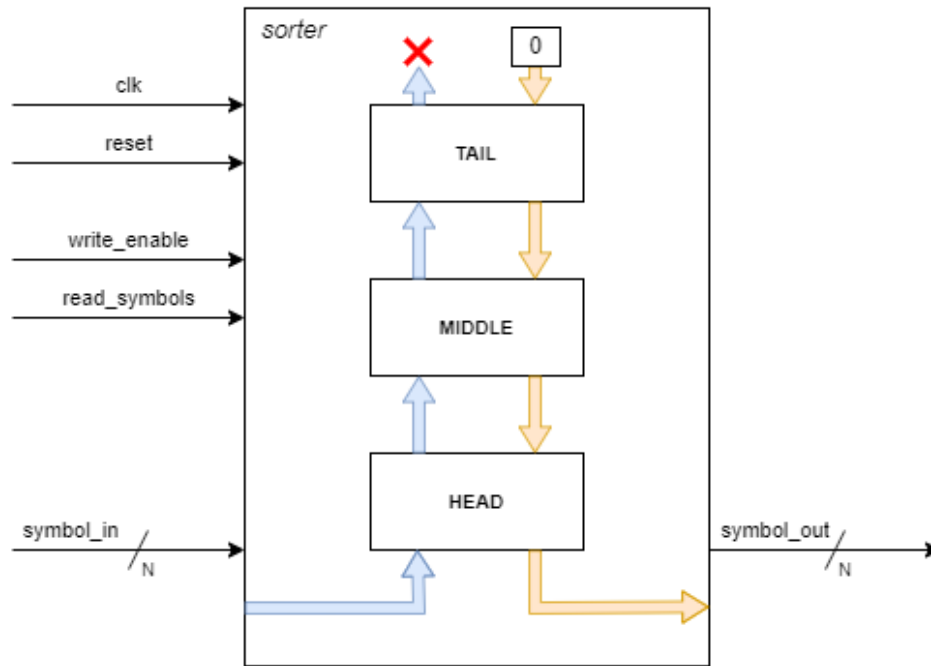 sorter
0
clk
TAIL
reset
write_enable
read_symbols
MIDDLE
HEAD
symbol_in
N
symbol_out
N